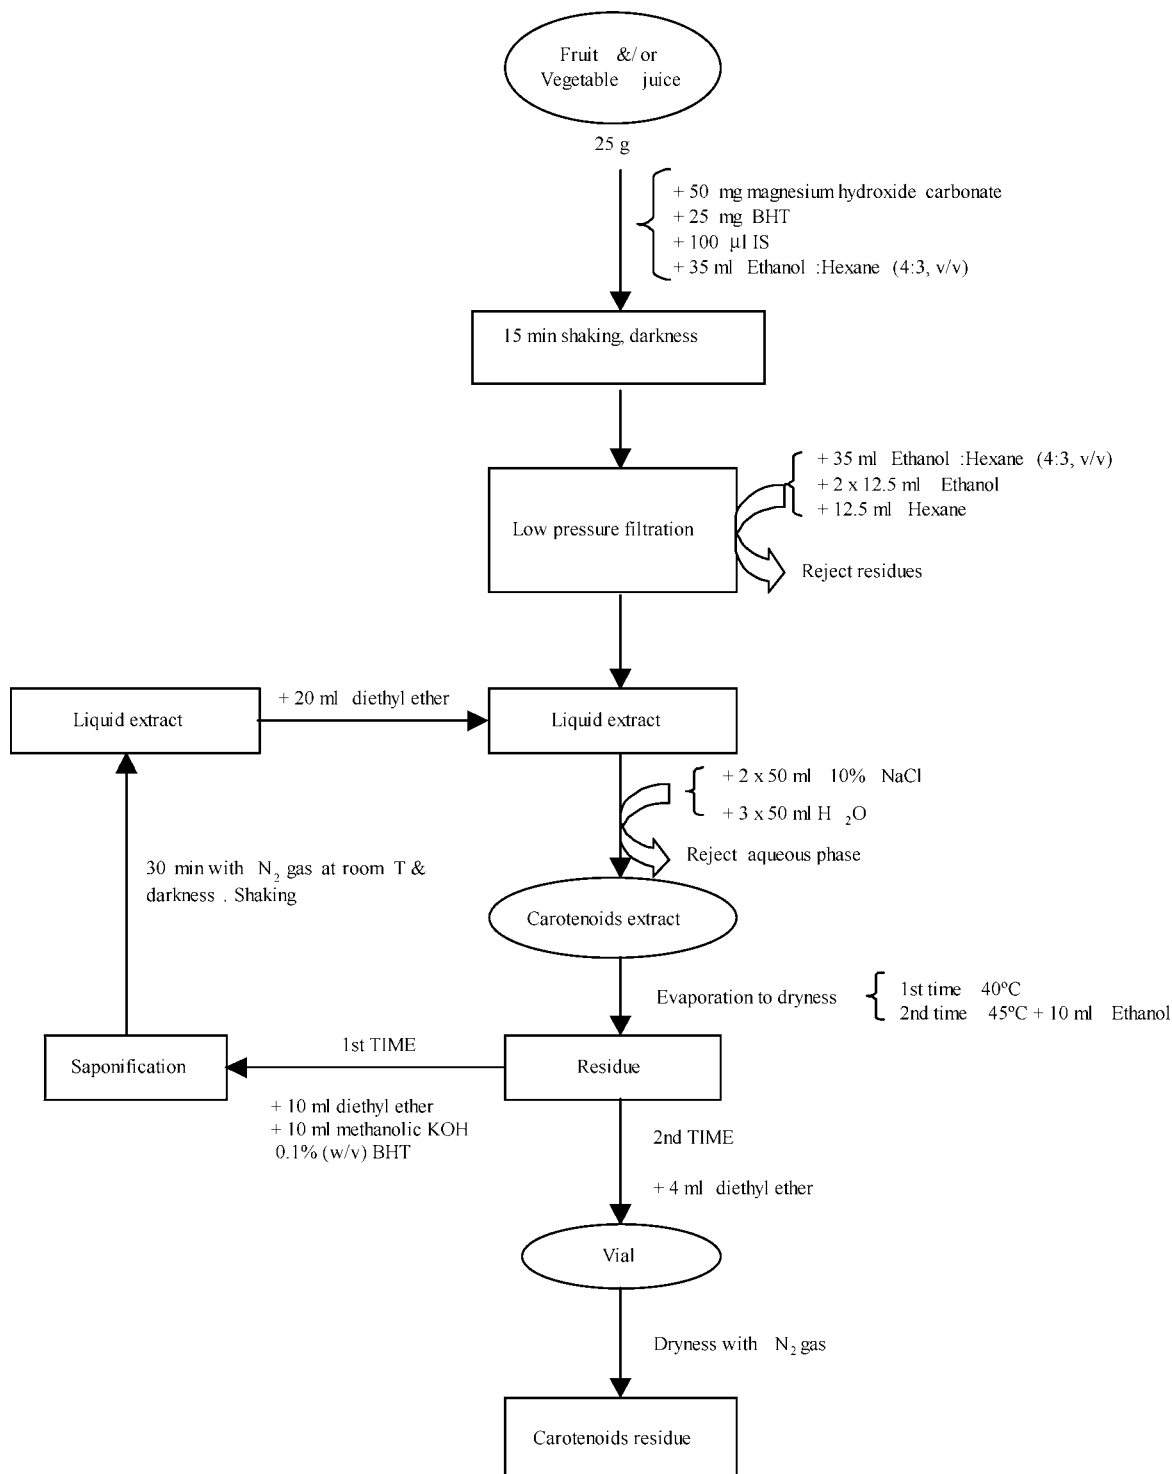 Fruit &/or
Vegetable juice
25 g
+ 50 mg magnesium hydroxide carbonate
+ 25 mg BHT
+ 100 µl IS
+ 35 ml Ethanol :Hexane (4:3, v/v)
15 min shaking, darkness
+ 35 ml Ethanol :Hexane (4:3, v/v)
+ 2 x 12.5 ml Ethanol
+ 12.5 ml Hexane
Low pressure filtration
Reject residues
Liquid extract
+ 20 ml diethyl ether
Liquid extract
+ 2 x 50 ml 10% NaCl
+ 3 x 50 ml H 2O
Reject aqueous phase
30 min with N2 gas at room T &
darkness . Shaking
Carotenoids extract
Evaporation to dryness
1st time 40ºC
2nd time 45ºC + 10 ml Ethanol
Saponification
1st TIME
Residue
+ 10 ml diethyl ether
+ 10 ml methanolic KOH
0.1% (w/v) BHT
2nd TIME
+ 4 ml diethyl ether
Vial
Dryness with N2 gas
Carotenoids residue